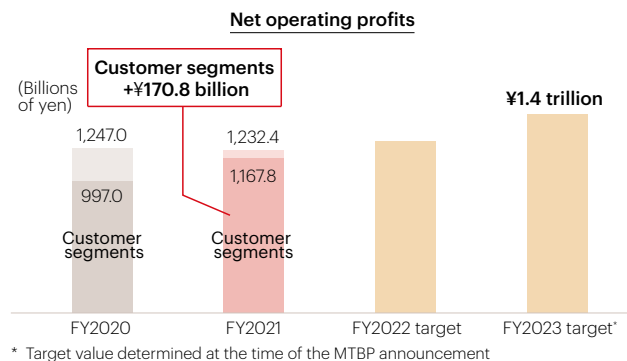 Net operating profits
Customer segments
+¥170.8 billion
(Billions
of yen)
¥1.4 trillion
1,247.0
1,232.4
1,167.8
997.0
Customer
segments
Customer
segments
FY2020
FY2021
FY2022 target
FY2023 target*
* Target value determined at the time of the MTBP announcement